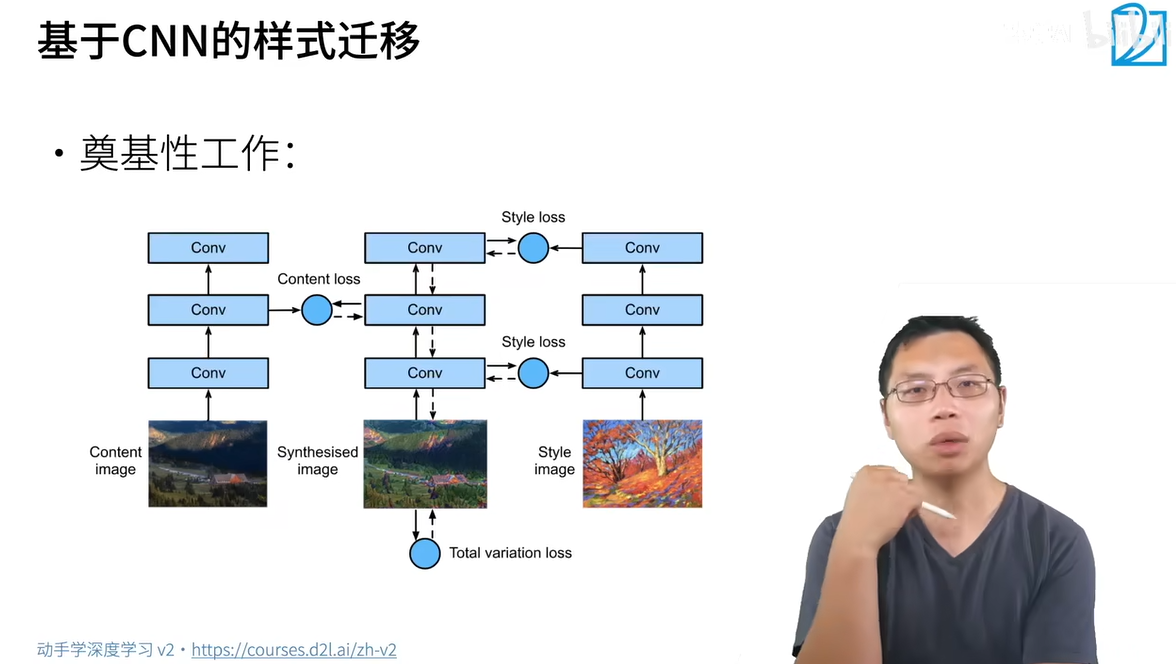 基于CNN的样式迁移
bilibili
• 奠基性工作：
Style loss
Conv
Conv
Conv
Content loss
Conv
Conv
Conv
Style loss
Conv
Conv
Conv
Content
image
Synthesised
image
Style
image
Total variation loss
动手学深度学习 v2 • https://courses.d2l.ai/zh-v2